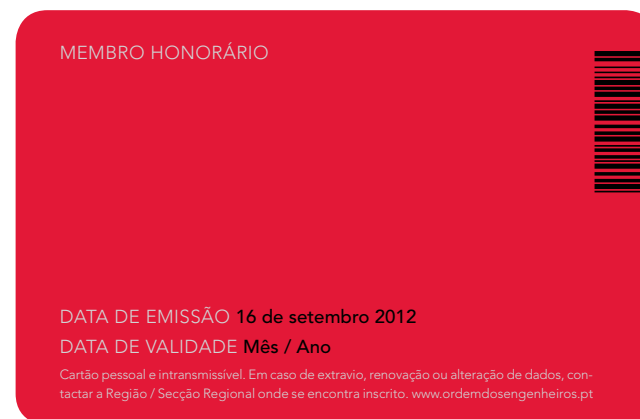 MEMBRO HONORÁRIO
DATA DE EMISSÃO 16 de setembro 2012
DATA DE VALIDADE Mês / Ano
Cartão pessoal e intransmissível. Em caso de extravio, renovação ou alteração de dados, con-
tactar a Região / Secção Regional onde se encontra inscrito. www.ordemdosengenheiros.pt